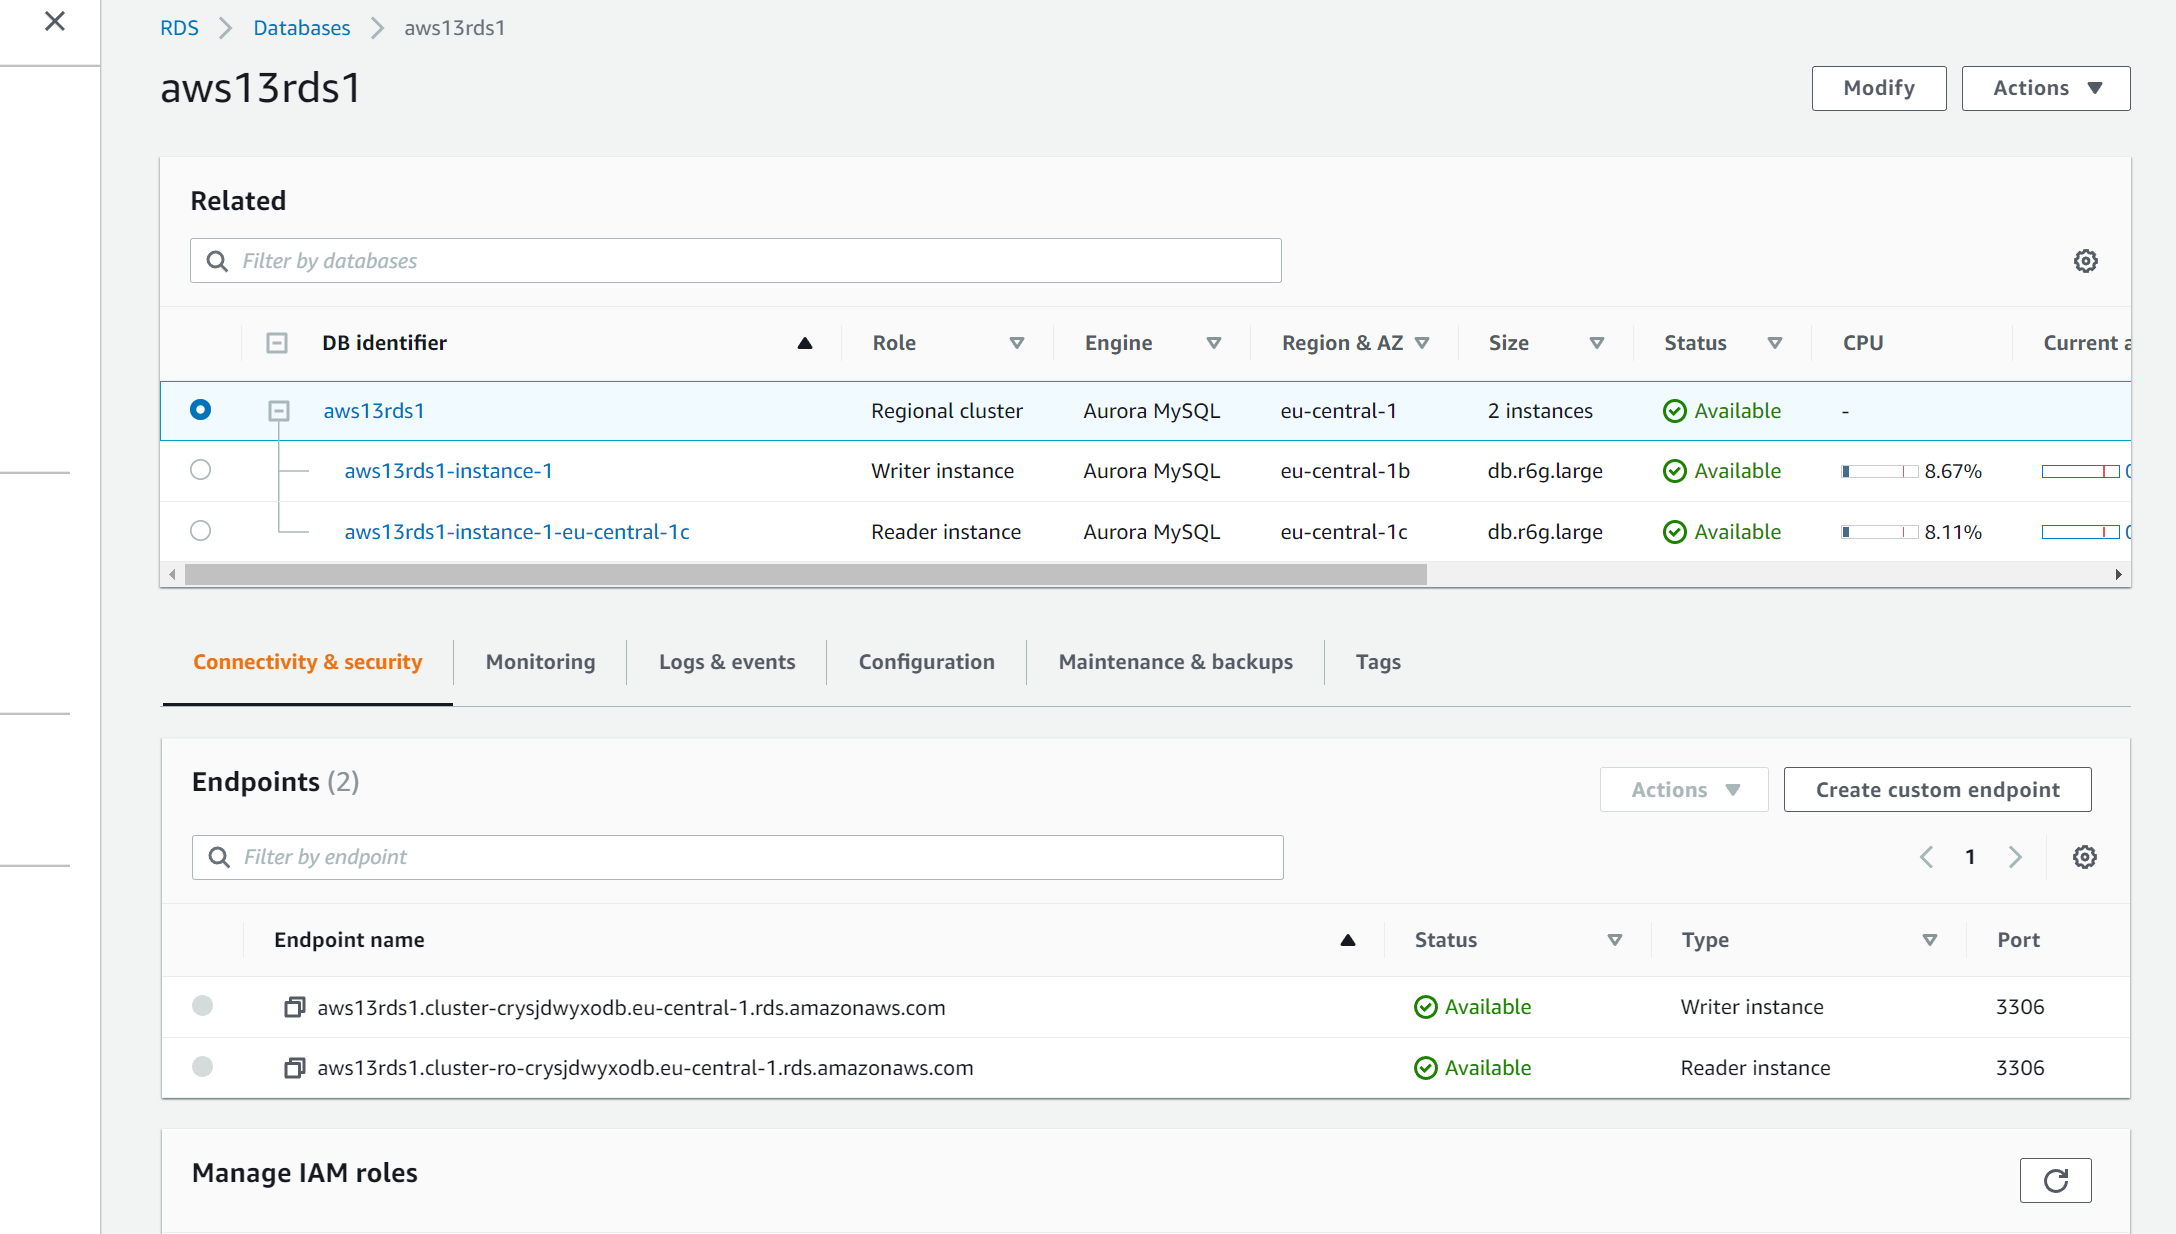 RDS > Databases > aws13rds1
aws13rds1
Modify Actions
Related
Filter by databases
DB identifier Role Engine Region & AZ Size Status CPU Current
aws13rds1 Regional cluster Aurora MySQL eu-central-1 2 instances Available -
aws13rds1-instance-1 Writer instance Aurora MySQL eu-central-1b db.r6g.large Available 8.67%
aws13rds1-instance-1-eu-central-1c Reader instance Aurora MySQL eu-central-1c db.r6g.large Available 8.11%
Connectivity & security Monitoring Logs & events Configuration Maintenance & backups Tags
Endpoints (2)
Actions Create custom endpoint
Filter by endpoint
1
Endpoint name Status Type Port
aws13rds1.cluster-crysjdwyxodb.eu-central-1.rds.amazonaws.com Available Writer instance 3306
aws13rds1.cluster-ro-crysjdwyxodb.eu-central-1.rds.amazonaws.com Available Reader instance 3306
Manage IAM roles